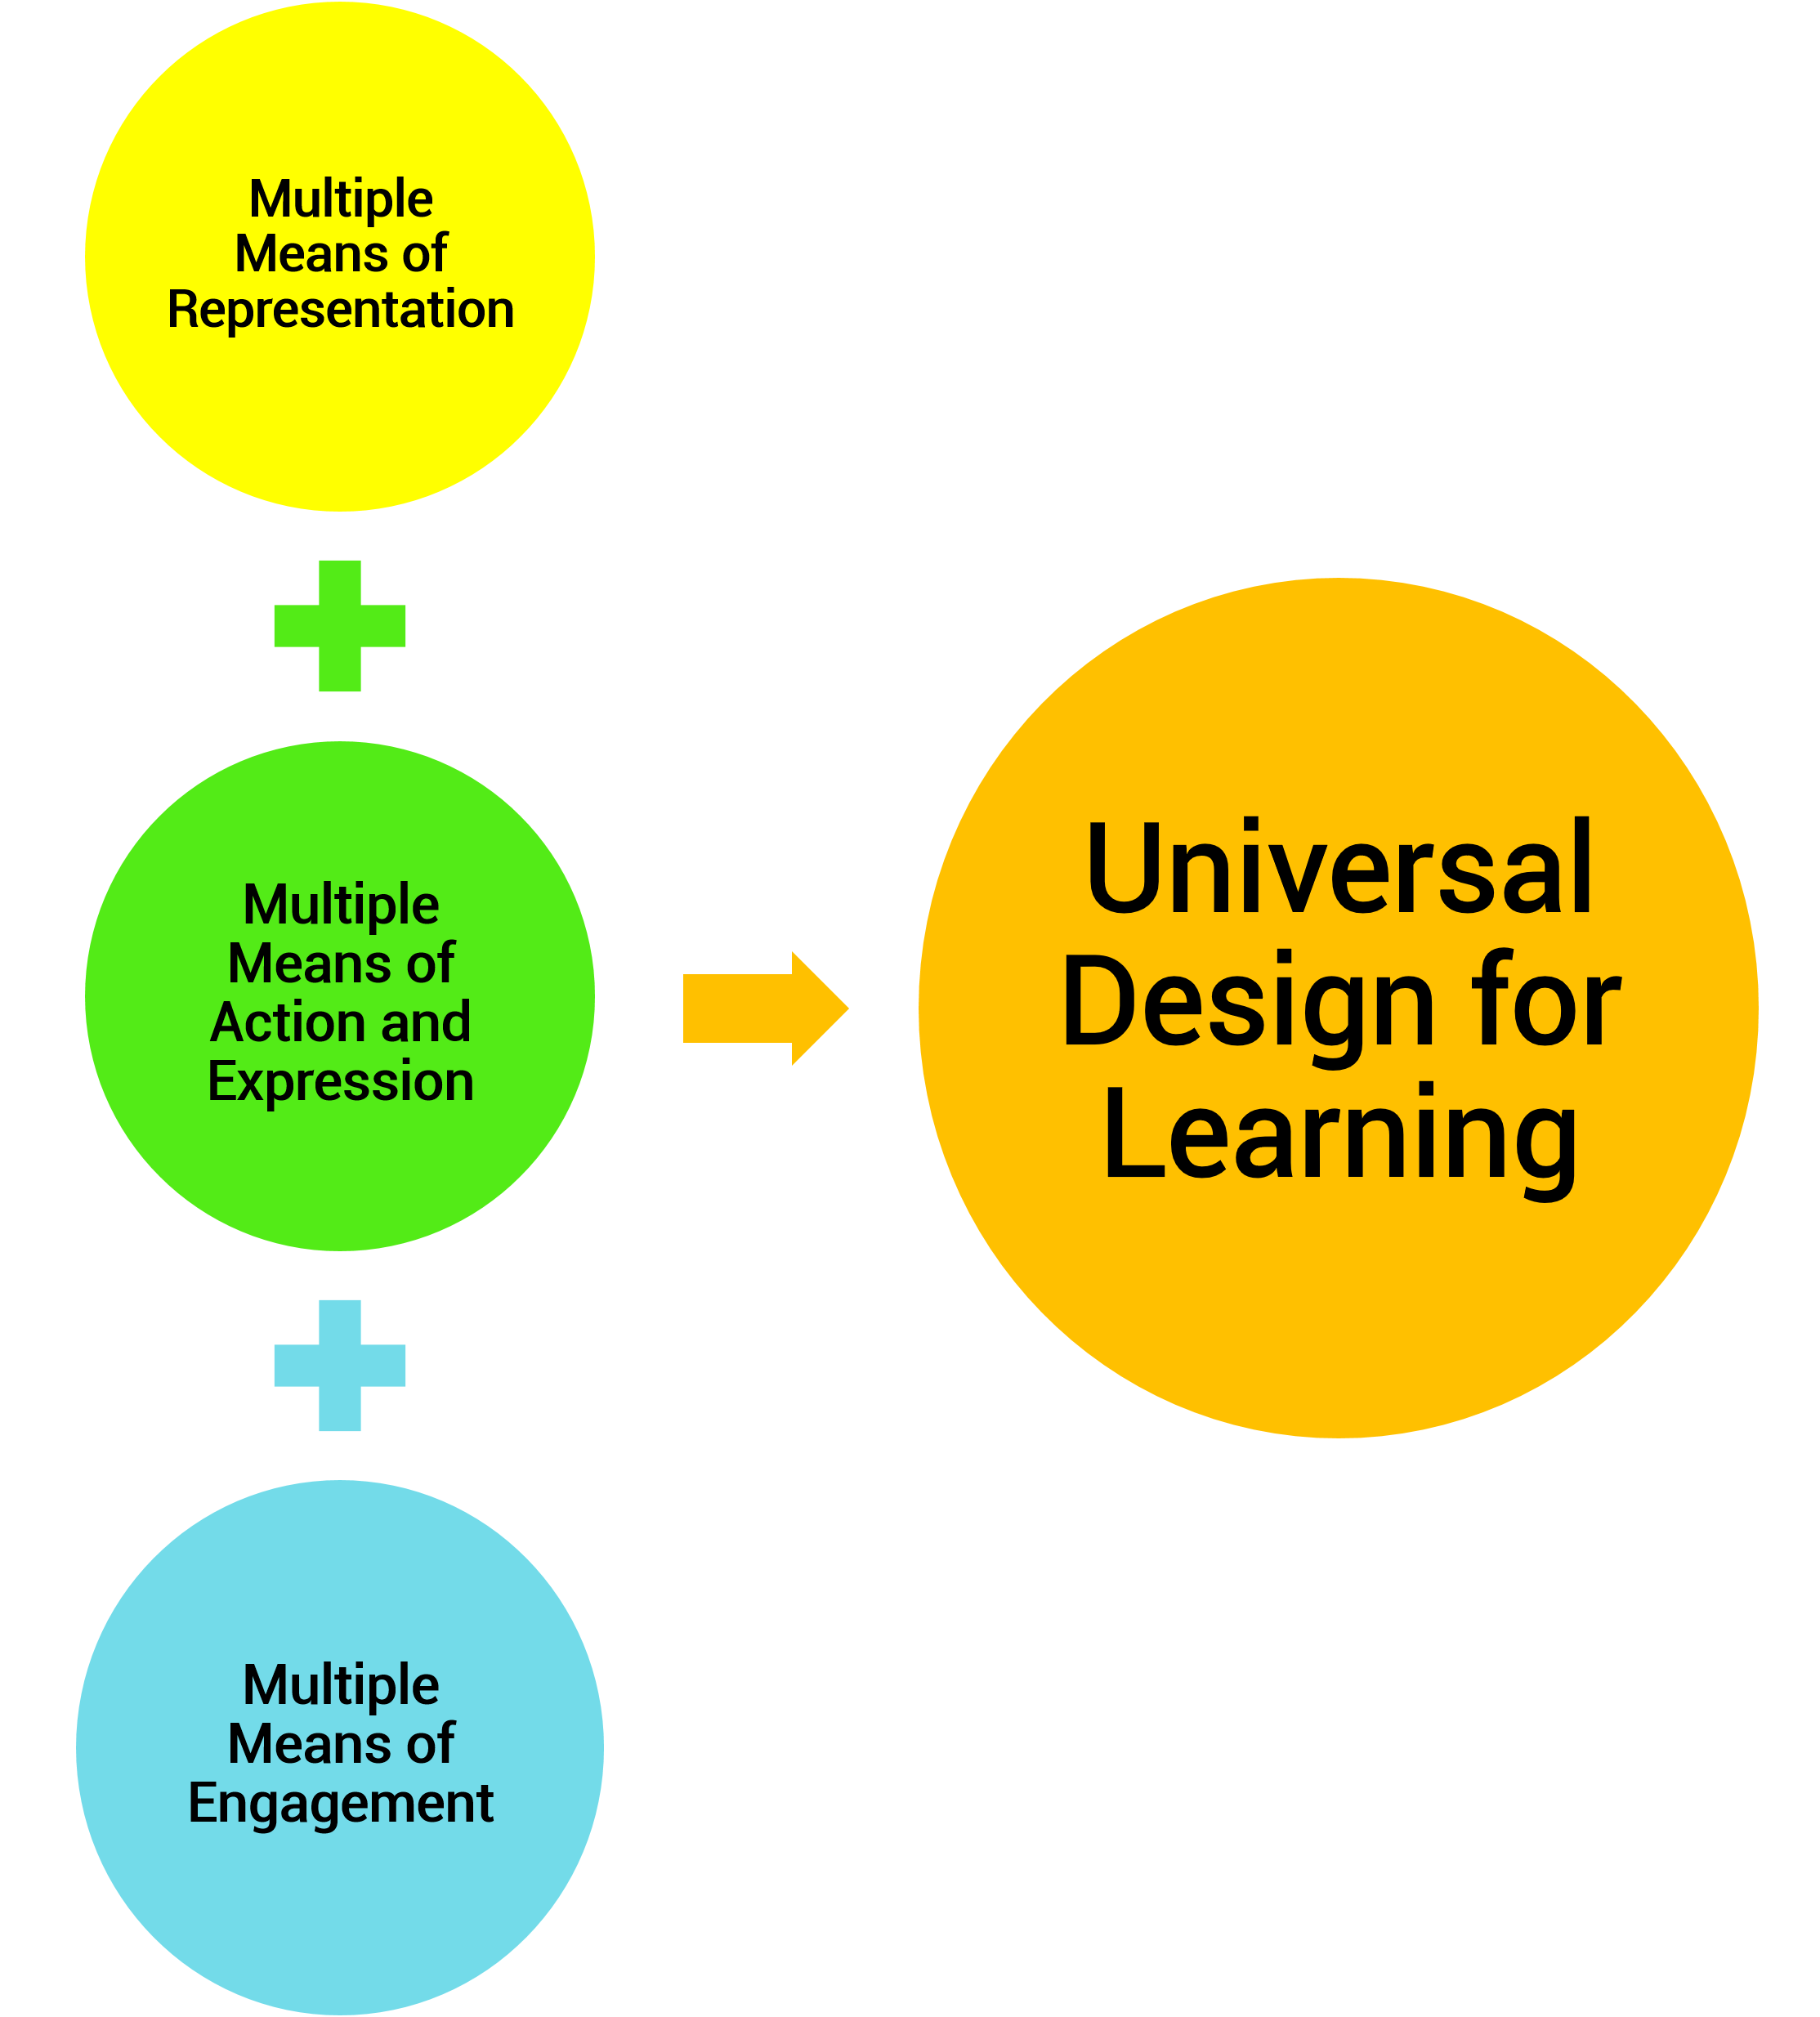 Multiple
Means of
Representation
Multiple
Means of
Action and
Expression
Multiple
Means of
Engagement
Universal
Design for
Learning